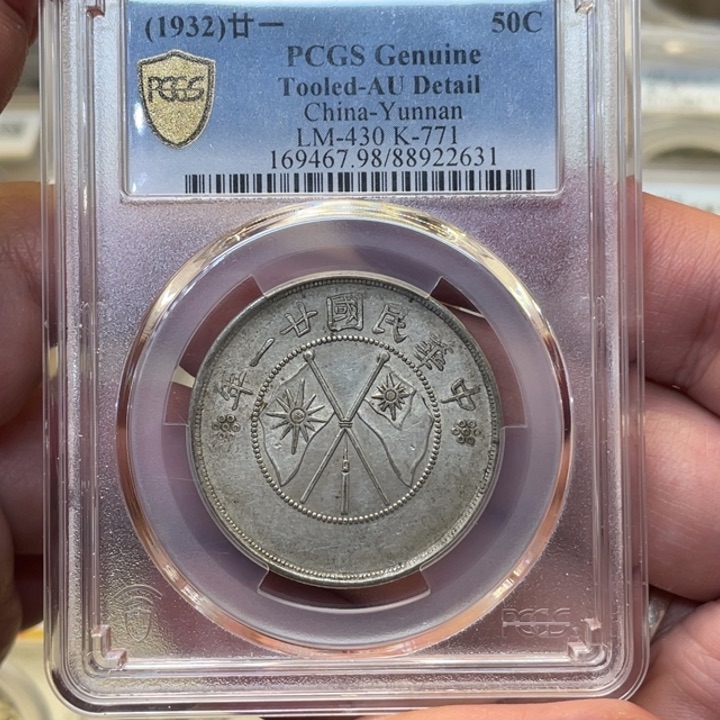 (1932)廿一 50C
PCGS
PCGS Genuine
Tooled-AU Detail
China-Yunnan
LM-430 K-771
169467.98/88922631
中華民國廿一年
PCGS